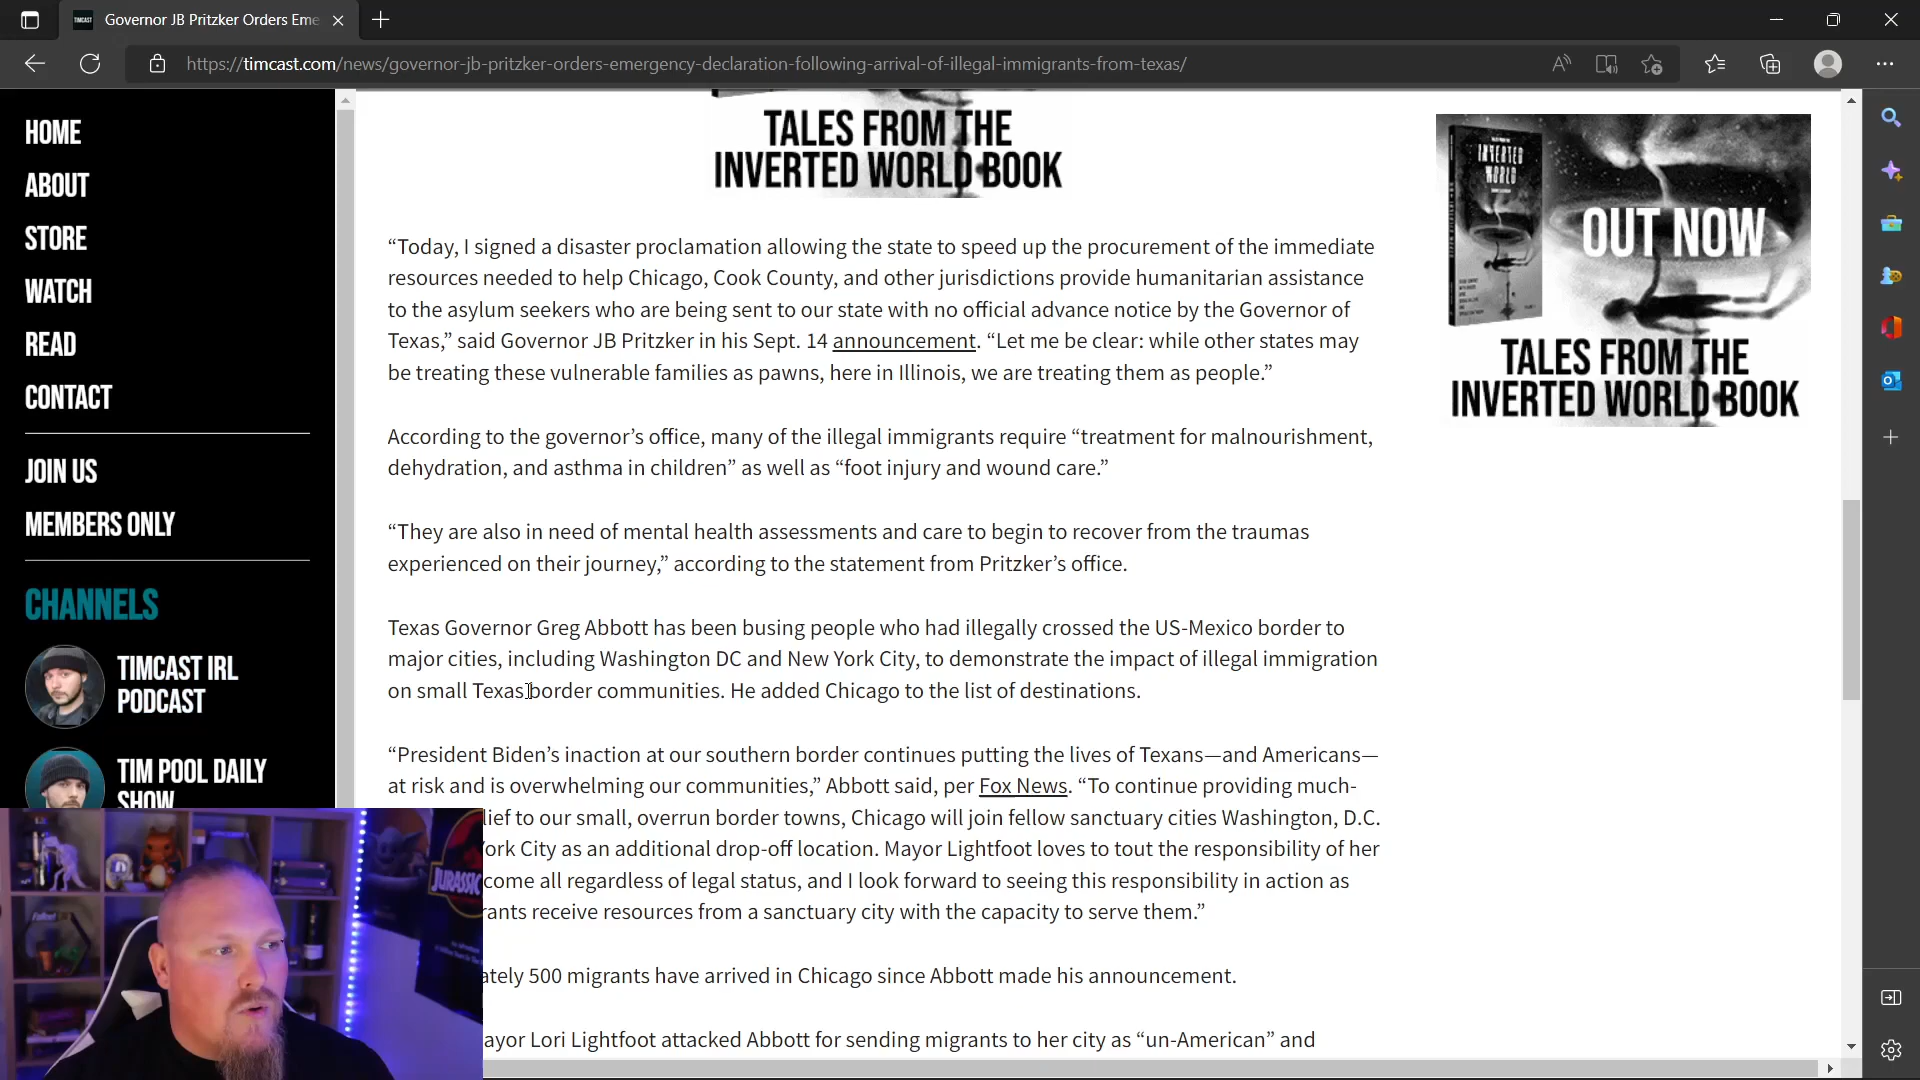 Governor JB Pritzker Orders Eme
https://timcast.com/news/governor-jb-pritzker-orders-emergency-declaration-following-arrival-of-illegal-immigrants-from-texas/
HOME
ABOUT
STORE
WATCH
READ
CONTACT
JOIN US
MEMBERS ONLY
CHANNELS
TIMCAST IRL
PODCAST
TIM POOL DAILY
SHOW
TALES FROM THE
INVERTED WORLD BOOK
“Today, I signed a disaster proclamation allowing the state to speed up the procurement of the immediate
resources needed to help Chicago, Cook County, and other jurisdictions provide humanitarian assistance
to the asylum seekers who are being sent to our state with no official advance notice by the Governor of
Texas,” said Governor JB Pritzker in his Sept. 14 announcement. “Let me be clear: while other states may
be treating these vulnerable families as pawns, here in Illinois, we are treating them as people.”
According to the governor’s office, many of the illegal immigrants require “treatment for malnourishment,
dehydration, and asthma in children” as well as “foot injury and wound care.”
“They are also in need of mental health assessments and care to begin to recover from the traumas
experienced on their journey,” according to the statement from Pritzker’s office.
Texas Governor Greg Abbott has been busing people who had illegally crossed the US-Mexico border to
major cities, including Washington DC and New York City, to demonstrate the impact of illegal immigration
on small Texas border communities. He added Chicago to the list of destinations.
“President Biden’s inaction at our southern border continues putting the lives of Texans—and Americans—
at risk and is overwhelming our communities,” Abbott said, per Fox News. “To continue providing much-
lief to our small, overrun border towns, Chicago will join fellow sanctuary cities Washington, D.C.
York City as an additional drop-off location. Mayor Lightfoot loves to tout the responsibility of her
come all regardless of legal status, and I look forward to seeing this responsibility in action as
rants receive resources from a sanctuary city with the capacity to serve them.”
ately 500 migrants have arrived in Chicago since Abbott made his announcement.
ayor Lori Lightfoot attacked Abbott for sending migrants to her city as “un-American” and
INVERTED
WORLD
OUT NOW
TALES FROM THE
INVERTED WORLD BOOK
JURASSIC
Fallout